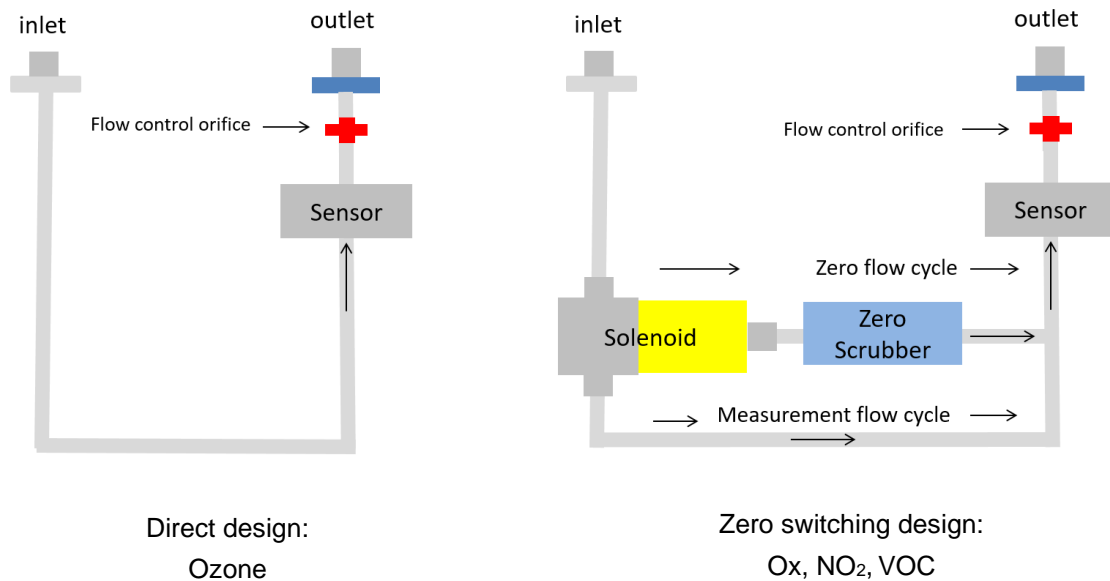 inlet
outlet
Flow control orifice
Sensor
Direct design:
Ozone
inlet
outlet
Flow control orifice
Sensor
Zero flow cycle
Solenoid
Zero
Scrubber
Measurement flow cycle
Zero switching design:
Ox, NO₂, VOC